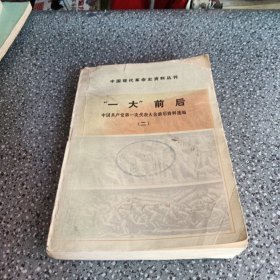 中国现代革命史资料丛书
“一大”前后
中国共产党第一次代表大会前后资料选编
（二）